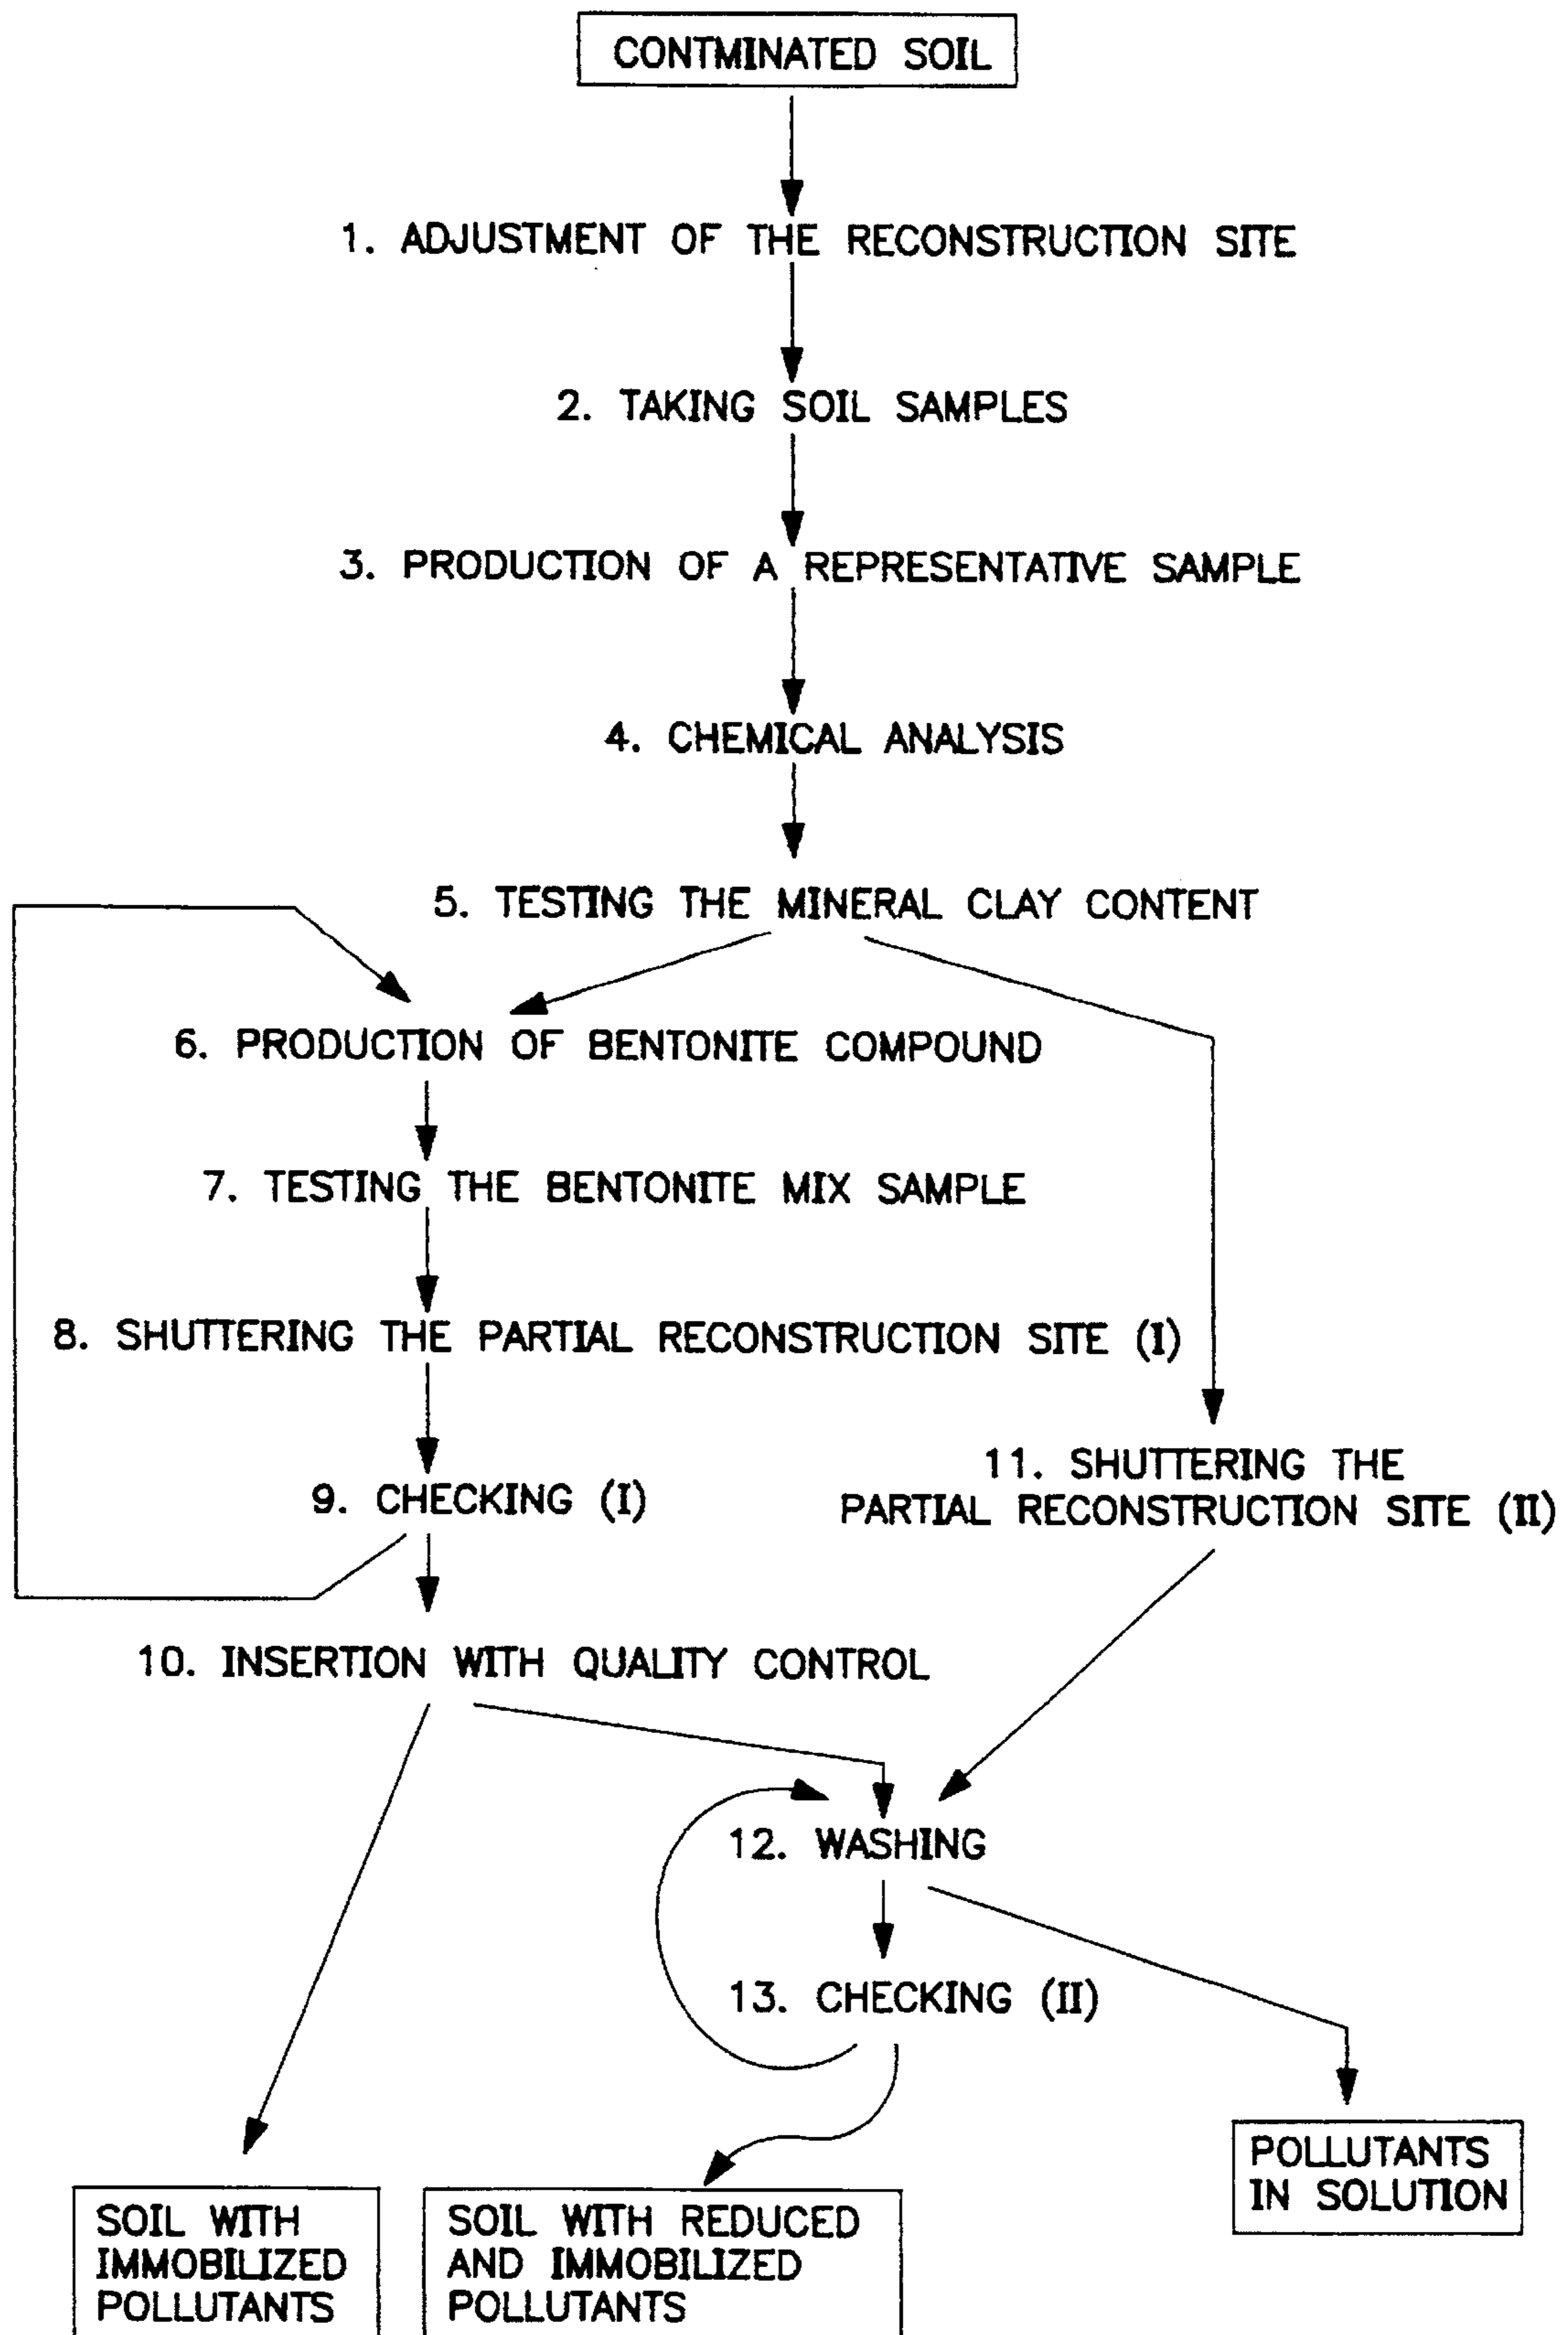 CONTMINATED SOIL
1. ADJUSTMENT OF THE RECONSTRUCTION SITE
2. TAKING SOIL SAMPLES
3. PRODUCTION OF A REPRESENTATIVE SAMPLE
4. CHEMICAL ANALYSIS
5. TESTING THE MINERAL CLAY CONTENT
6. PRODUCTION OF BENTONITE COMPOUND
7. TESTING THE BENTONITE MIX SAMPLE
8. SHUTTERING THE PARTIAL RECONSTRUCTION SITE (I)
9. CHECKING (I)
11. SHUTTERING THE
PARTIAL RECONSTRUCTION SITE (II)
10. INSERTION WITH QUALITY CONTROL
12. WASHING
13. CHECKING (II)
POLLUTANTS
IN SOLUTION
SOIL WITH
IMMOBILIZED
POLLUTANTS
SOIL WITH REDUCED
AND IMMOBILIZED
POLLUTANTS